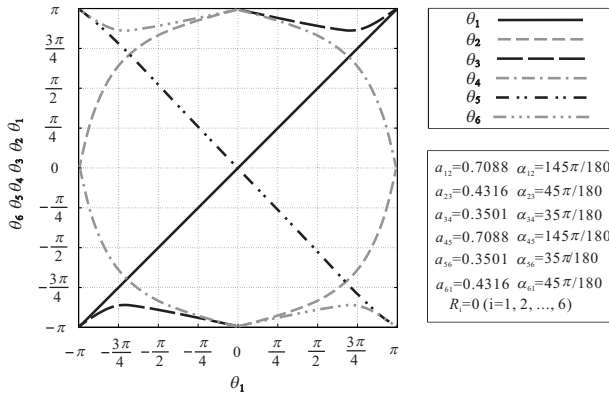 π
3π/4
π/2
π/4
0
−π/4
−π/2
−3π/4
−π
θ6 θ5 θ4 θ3 θ2 θ1
−π −3π/4 −π/2 −π/4 0 π/4 π/2 3π/4 π
θ1
θ1
θ2
θ3
θ4
θ5
θ6
a12=0.7088 α12=145π/180
a23=0.4316 α23=45π/180
a34=0.3501 α34=35π/180
a45=0.7088 α45=145π/180
a56=0.3501 α56=35π/180
a61=0.4316 α61=45π/180
Ri=0 (i=1, 2, ..., 6)